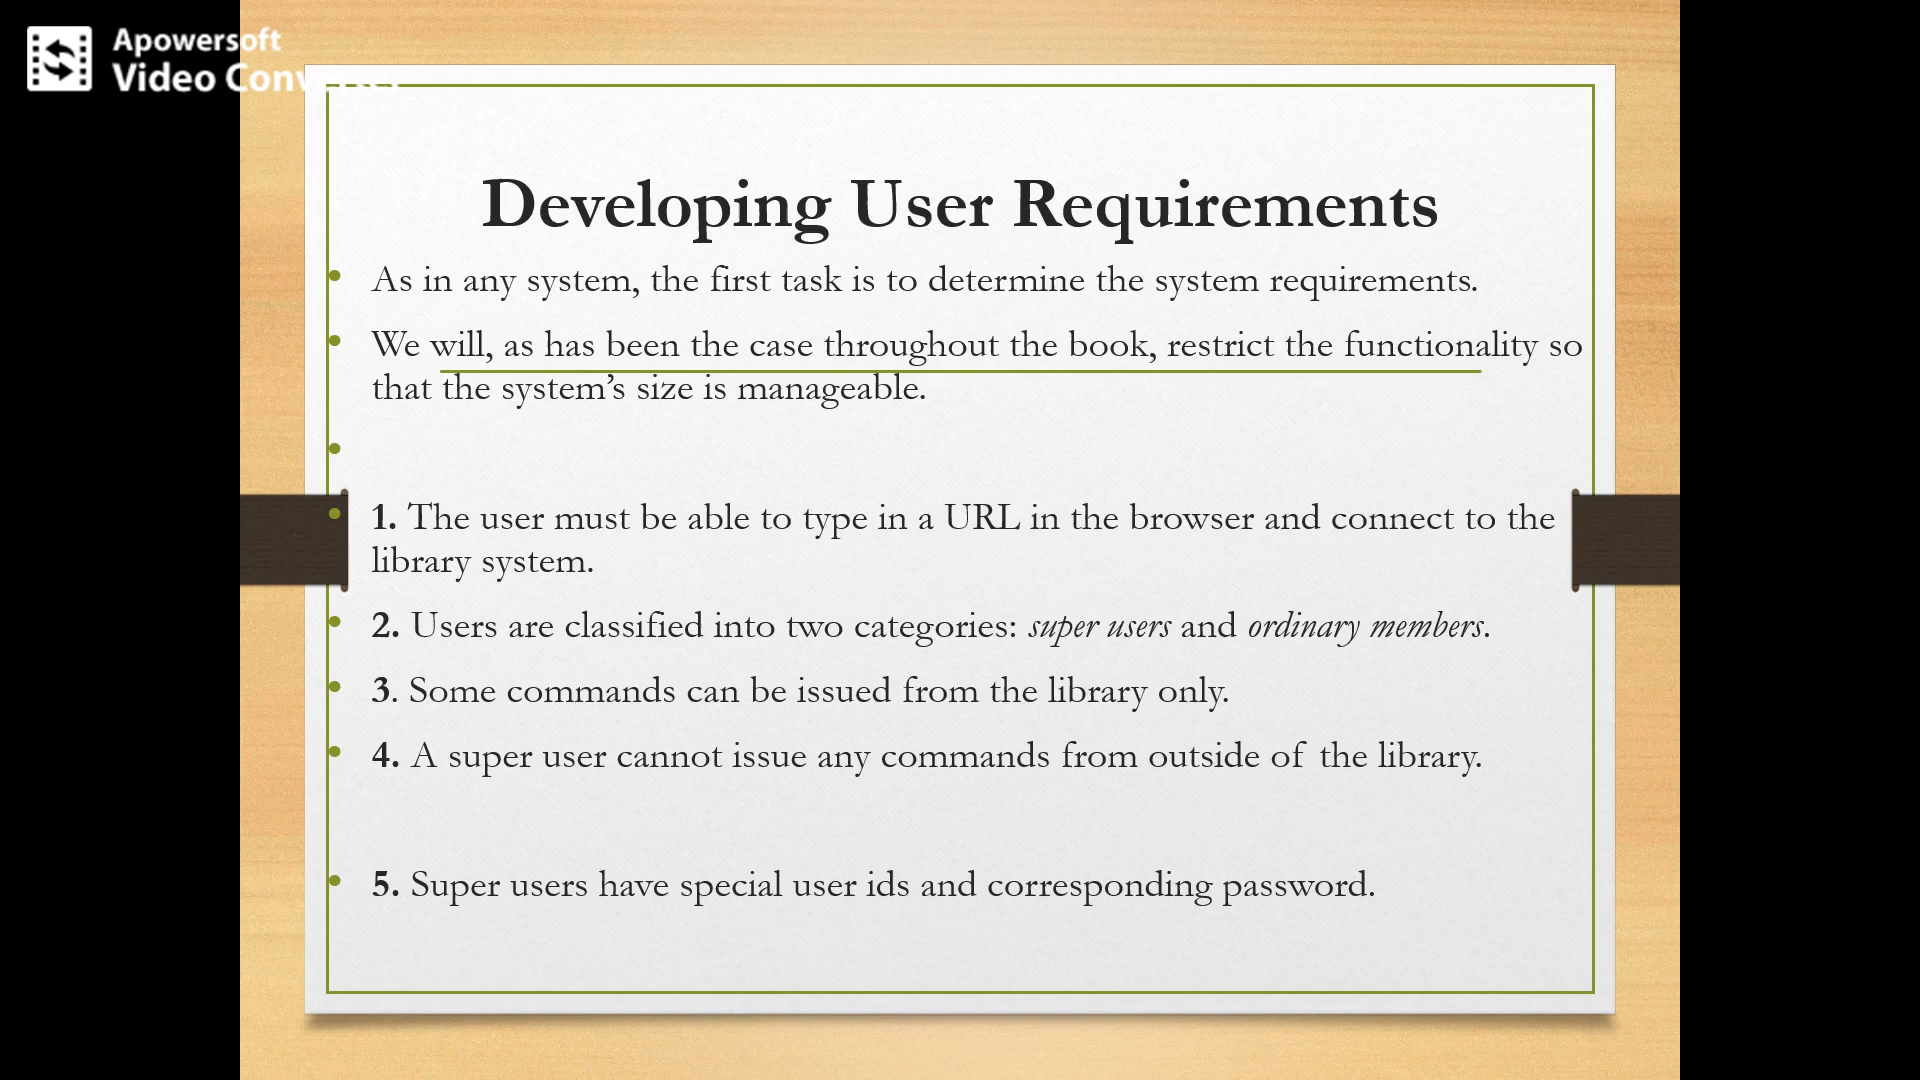 Apowersoft
Video Converter
Developing User Requirements
• As in any system, the first task is to determine the system requirements.
• We will, as has been the case throughout the book, restrict the functionality so
that the system’s size is manageable.
•
• 1. The user must be able to type in a URL in the browser and connect to the
library system.
• 2. Users are classified into two categories: super users and ordinary members.
• 3. Some commands can be issued from the library only.
• 4. A super user cannot issue any commands from outside of the library.
• 5. Super users have special user ids and corresponding password.